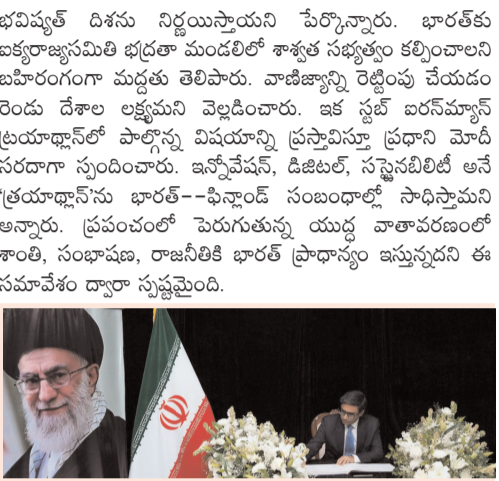 భవిష్యత్ దిశను నిర్ణయిస్తాయని పేర్కొన్నారు. భారత్‌కు
ఐక్యరాజ్యసమితి భద్రతా మండలిలో శాశ్వత సభ్యత్వం కల్పించాలని
బహిరంగంగా మద్దతు తెలిపారు. వాణిజ్యాన్ని రెట్టింపు చేయడం
రెండు దేశాల లక్ష్యమని వెల్లడించారు. ఇక స్టబ్ ఐరన్‌మ్యాన్
ట్రయాథ్లాన్‌లో పాల్గొన్న విషయాన్ని ప్రస్తావిస్తూ ప్రధాని మోదీ
సరదాగా స్పందించారు. ఇన్నోవేషన్, డిజిటల్, సస్టైనబిలిటీ అనే
‘త్రయాథ్లాన్’ను భారత్--ఫిన్లాండ్ సంబంధాల్లో సాధిస్తామని
అన్నారు. ప్రపంచంలో పెరుగుతున్న యుద్ధ వాతావరణంలో
శాంతి, సంభాషణ, రాజనీతికి భారత్ ప్రాధాన్యం ఇస్తున్నదని ఈ
సమావేశం ద్వారా స్పష్టమైంది.